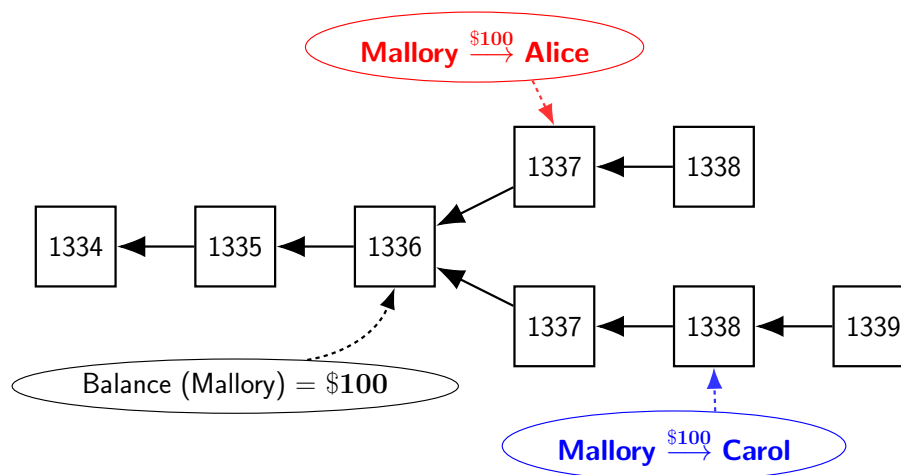 Mallory $100→ Alice
1337 1338
1334 1335 1336
1337 1338 1339
Balance (Mallory) = $100
Mallory $100→ Carol